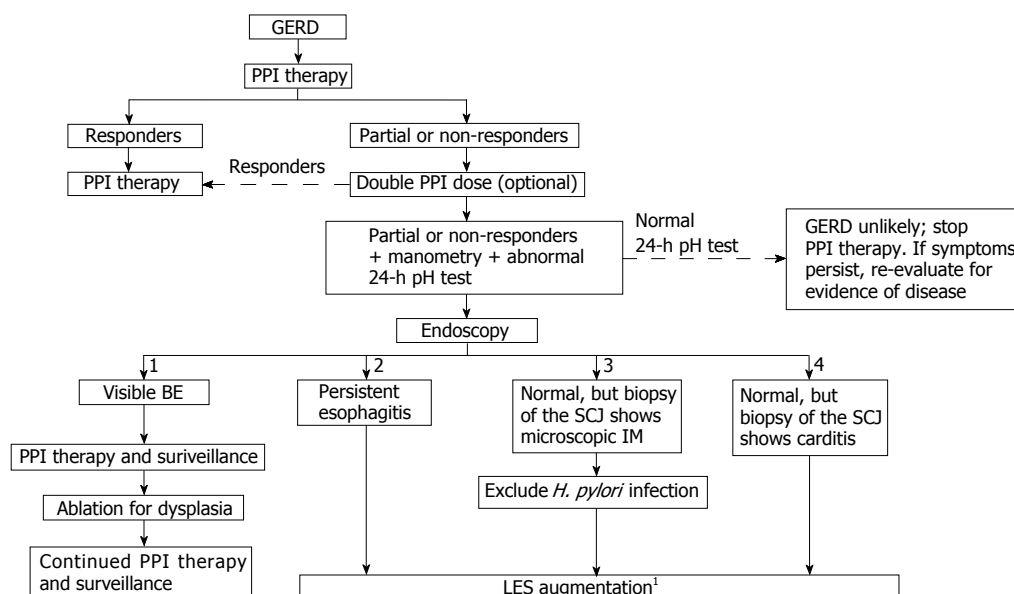 GERD
PPI therapy
Responders
Partial or non-responders
Responders
PPI therapy
Double PPI dose (optional)
Partial or non-responders
+ manometry + abnormal
24-h pH test
Normal
24-h pH test
GERD unlikely; stop
PPI therapy. If symptoms
persist, re-evaluate for
evidence of disease
Endoscopy
1
Visible BE
PPI therapy and suriveillance
Ablation for dysplasia
Continued PPI therapy
and surveillance
2
Persistent
esophagitis
3
Normal, but biopsy
of the SCJ shows
microscopic IM
Exclude H. pylori infection
4
Normal, but
biopsy of the SCJ
shows carditis
LES augmentation¹